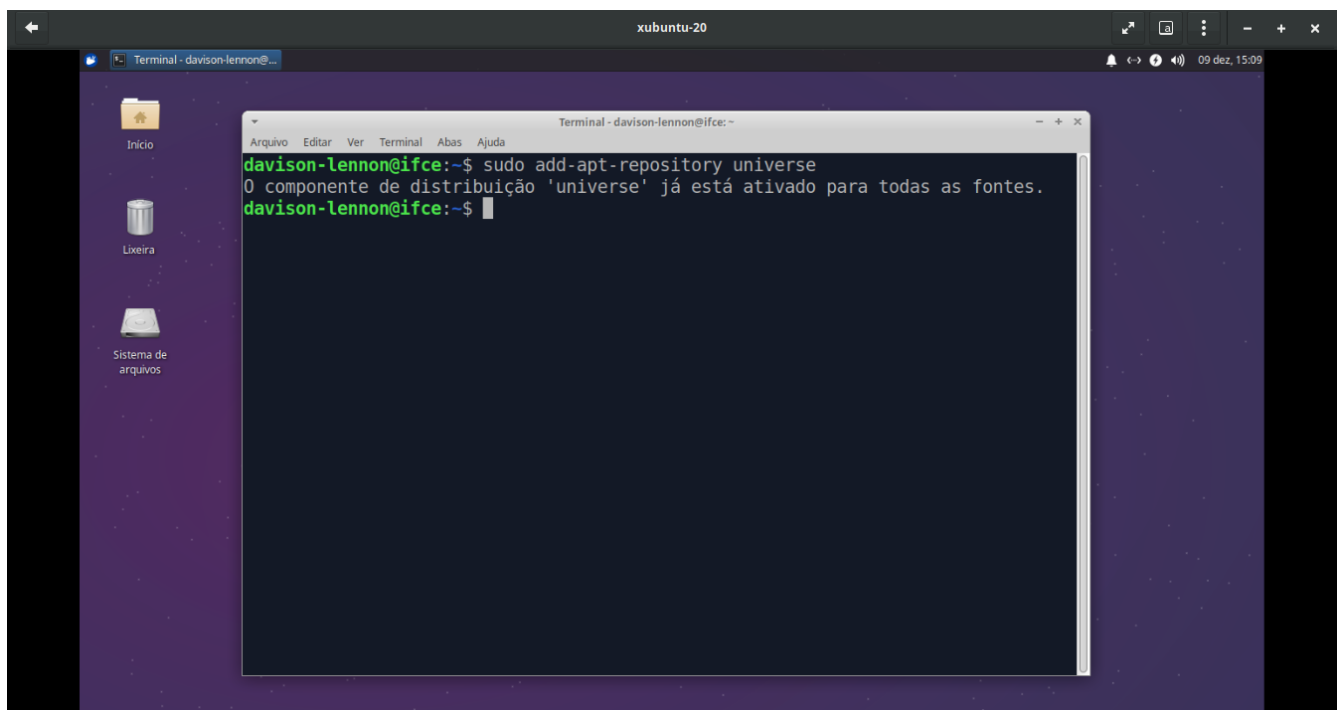 xubuntu-20
Terminal - davison-lennon@...
09 dez, 15:09
Início
Lixeira
Sistema de
arquivos
Terminal - davison-lennon@ifce: ~
Arquivo Editar Ver Terminal Abas Ajuda
davison-lennon@ifce:~$ sudo add-apt-repository universe
O componente de distribuição 'universe' já está ativado para todas as fontes.
davison-lennon@ifce:~$